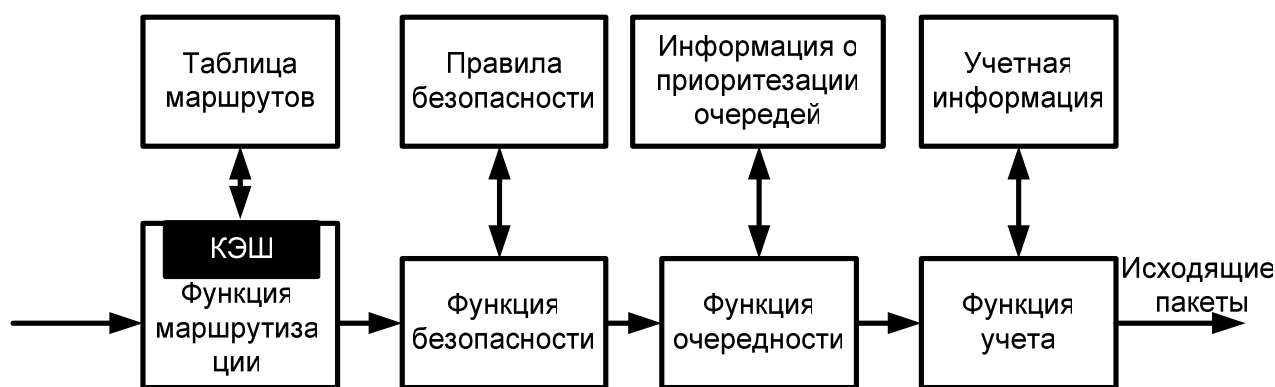 Таблица
маршрутов
Правила
безопасности
Информация о
приоритезации
очередей
Учетная
информация
КЭШ
Функция
маршрутиза
ции
Функция
безопасности
Функция
очередности
Функция
учета
Исходящие
пакеты